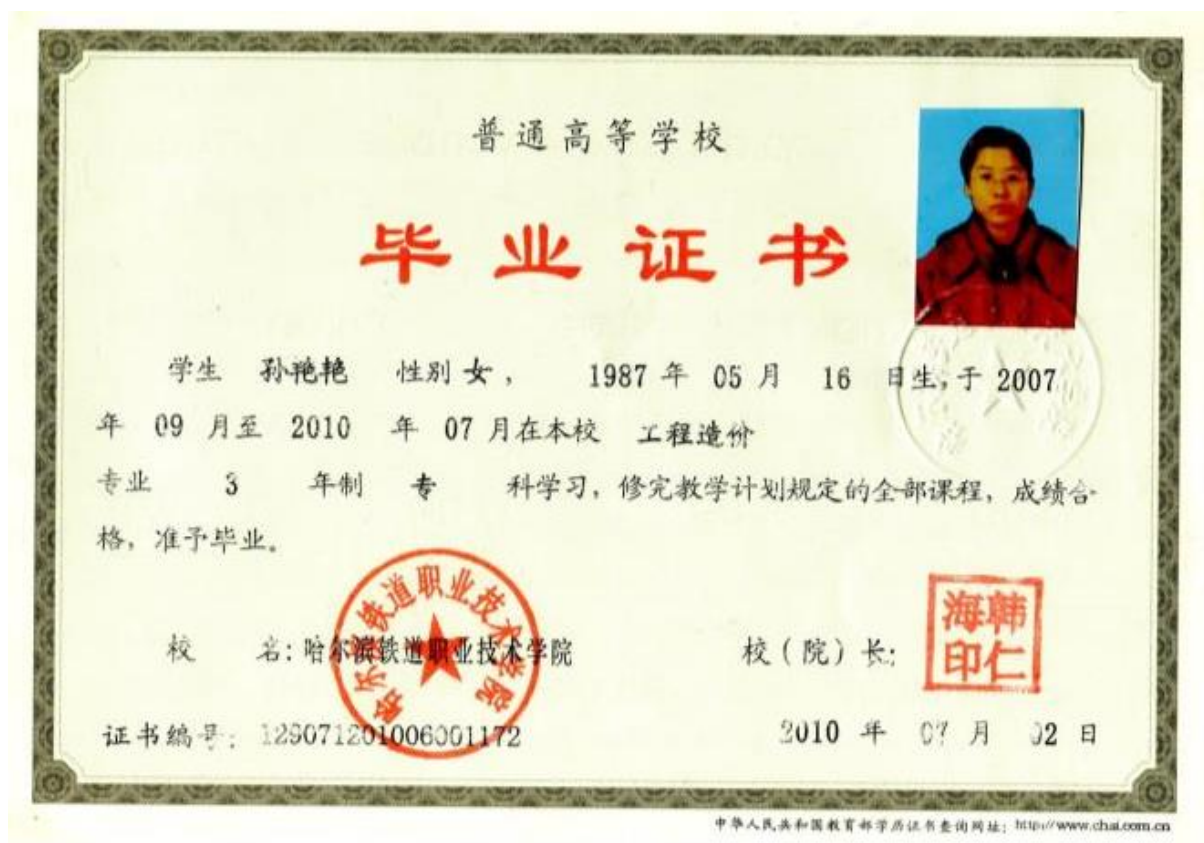 普通高等学校
毕业证书
学生 孙艳艳 性别 女， 1987 年 05 月 16 日生，于 2007
年 09 月至 2010 年 07 月在本校 工程造价
专业 3 年制 专 科学习，修完教学计划规定的全部课程，成绩合
格，准予毕业。
哈尔滨铁道职业技术学院
校 名：哈尔滨铁道职业技术学院 校（院）长：
韩仁海印
证书编号：129071201006001172 2010 年 07 月 02 日
中华人民共和国教育部学历证书查询网址：http://www.chsi.com.cn